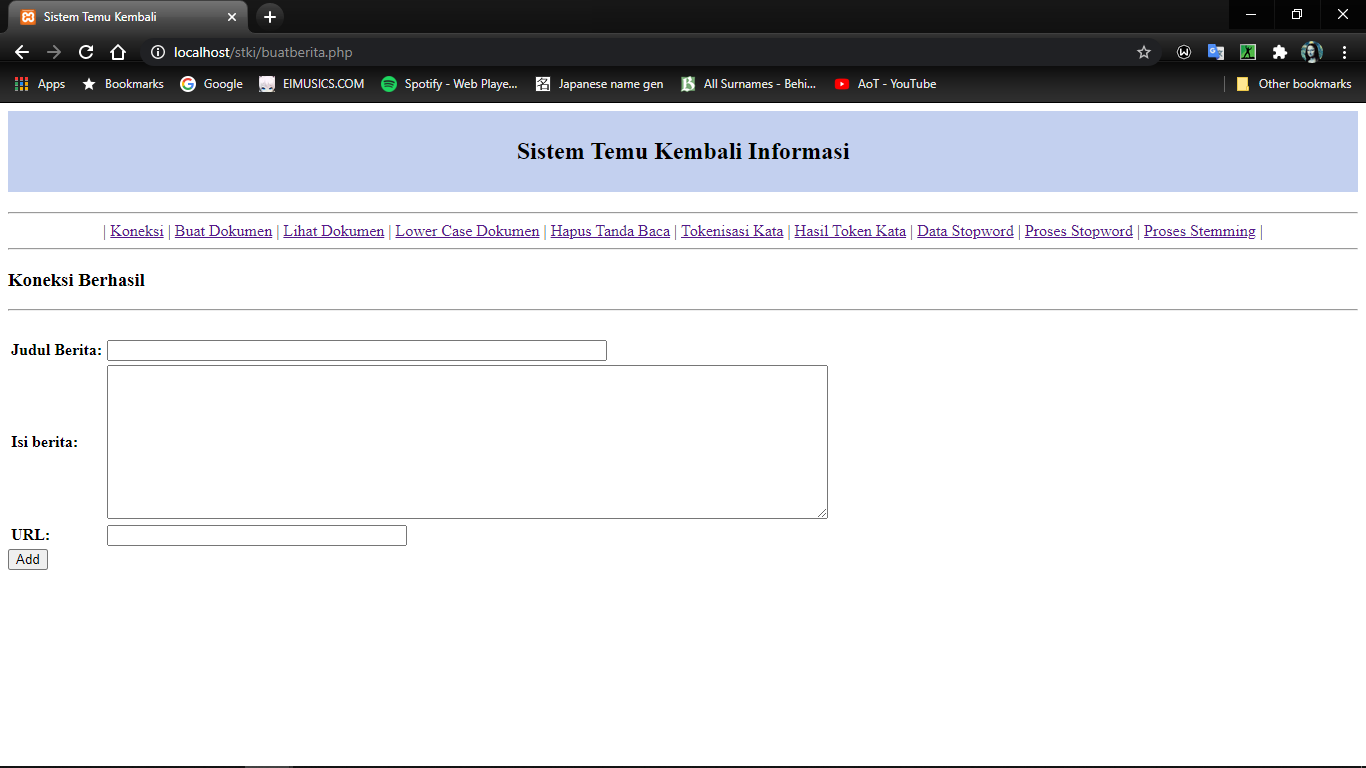 Sistem Temu Kembali
localhost/stki/buatberita.php
Apps Bookmarks Google EIMUSICS.COM Spotify - Web Playe... Japanese name gen All Surnames - Behi... AoT - YouTube Other bookmarks
Sistem Temu Kembali Informasi
| Koneksi | Buat Dokumen | Lihat Dokumen | Lower Case Dokumen | Hapus Tanda Baca | Tokenisasi Kata | Hasil Token Kata | Data Stopword | Proses Stopword | Proses Stemming |
Koneksi Berhasil
Judul Berita:
Isi berita:
URL:
Add